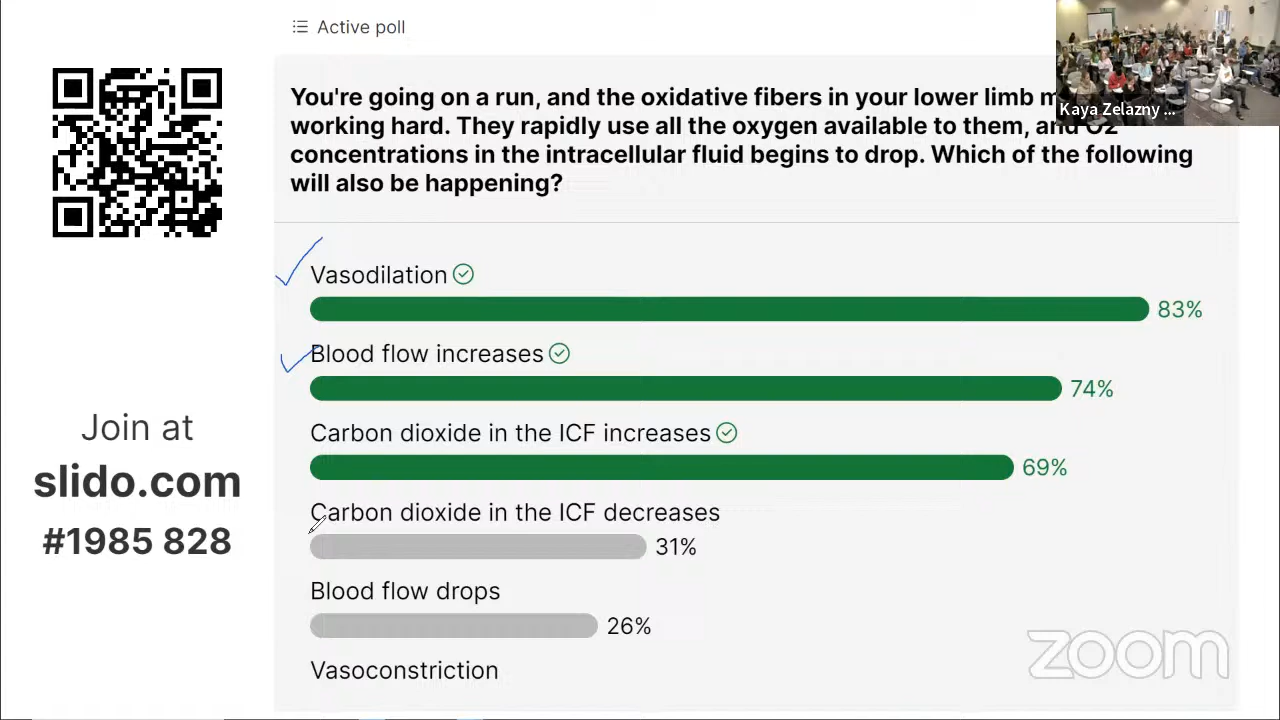 Active poll
You're going on a run, and the oxidative fibers in your lower limb
working hard. They rapidly use all the oxygen available to them, and O2
concentrations in the intracellular fluid begins to drop. Which of the following
will also be happening?
Kaya Zelazny ...
Vasodilation
83%
Blood flow increases
74%
Carbon dioxide in the ICF increases
69%
Carbon dioxide in the ICF decreases
31%
Blood flow drops
26%
Vasoconstriction
Join at
slido.com
#1985 828
zoom